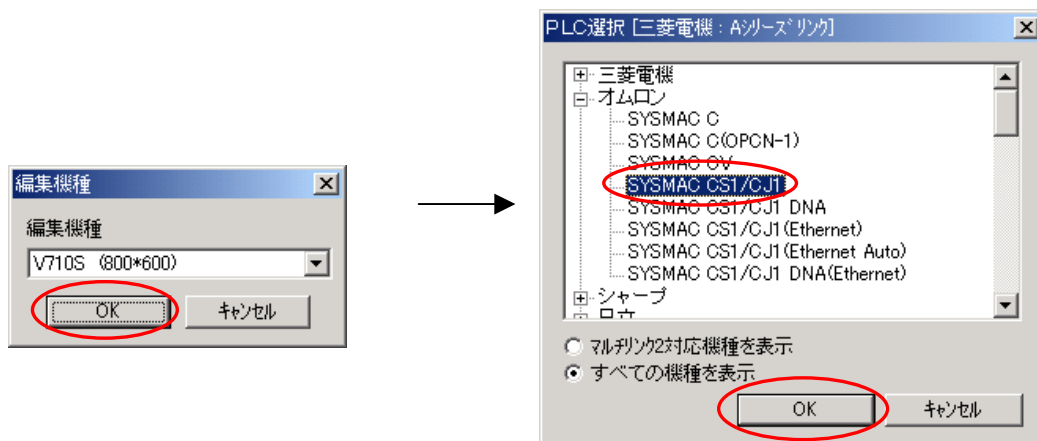 編集機種
編集機種
V710S (800*600)
OK
キャンセル
PLC選択 [三菱電機：Aシリーズリンク]
三菱電機
オムロン
SYSMAC C
SYSMAC C(OPCN-1)
SYSMAC CV
SYSMAC CS1/CJ1
SYSMAC CS1/CJ1 DNA
SYSMAC CS1/CJ1(Ethernet)
SYSMAC CS1/CJ1(Ethernet Auto)
SYSMAC CS1/CJ1 DNA(Ethernet)
シャープ
日立
マルチリンク2対応機種を表示
すべての機種を表示
OK
キャンセル